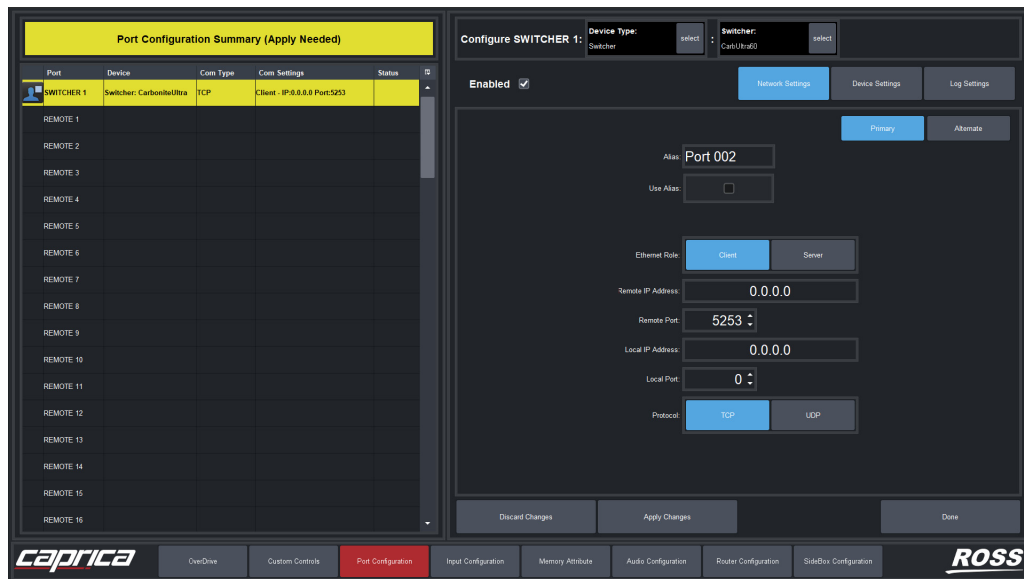 Port Configuration Summary (Apply Needed)
Port Device Com Type Com Settings Status
SWITCHER 1 Switcher: CarboniteUltra TCP Client - IP:0.0.0.0 Port:5253
REMOTE 1
REMOTE 2
REMOTE 3
REMOTE 4
REMOTE 5
REMOTE 6
REMOTE 7
REMOTE 8
REMOTE 9
REMOTE 10
REMOTE 11
REMOTE 12
REMOTE 13
REMOTE 14
REMOTE 15
REMOTE 16
Configure SWITCHER 1:
Device Type:
Switcher
select
:
Switcher:
CarbUltra60
select
Enabled
Network Settings Device Settings Log Settings
Primary Alternate
Alias: Port 002
Use Alias:
Ethernet Role: Client Server
Remote IP Address: 0.0.0.0
Remote Port: 5253
Local IP Address: 0.0.0.0
Local Port: 0
Protocol: TCP UDP
Discard Changes Apply Changes Done
caprica OverDrive Custom Controls Port Configuration Input Configuration Memory Attribute Audio Configuration Router Configuration SideBox Configuration ROSS